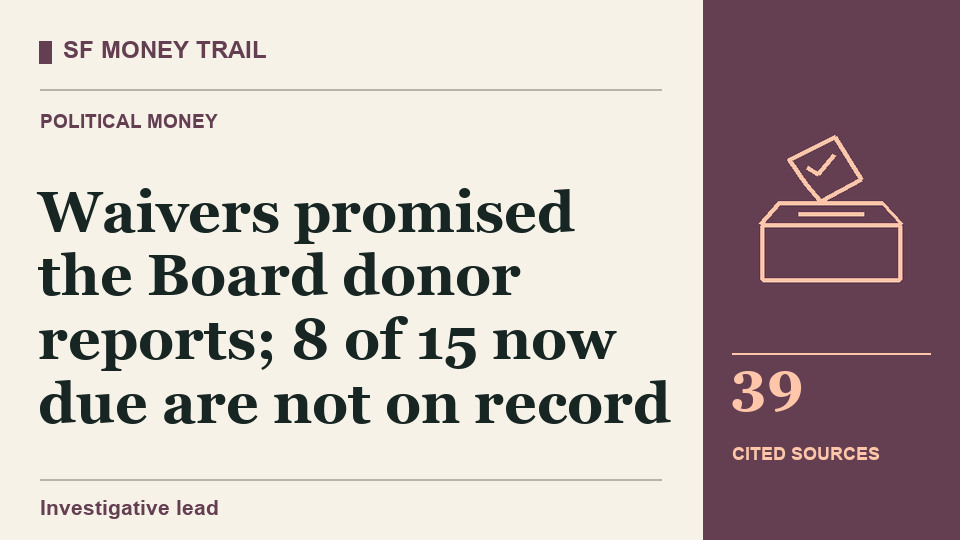 SF MONEY TRAIL
POLITICAL MONEY
Waivers promised
the Board donor
reports; 8 of 15 now
due are not on record
Investigative lead
39
CITED SOURCES